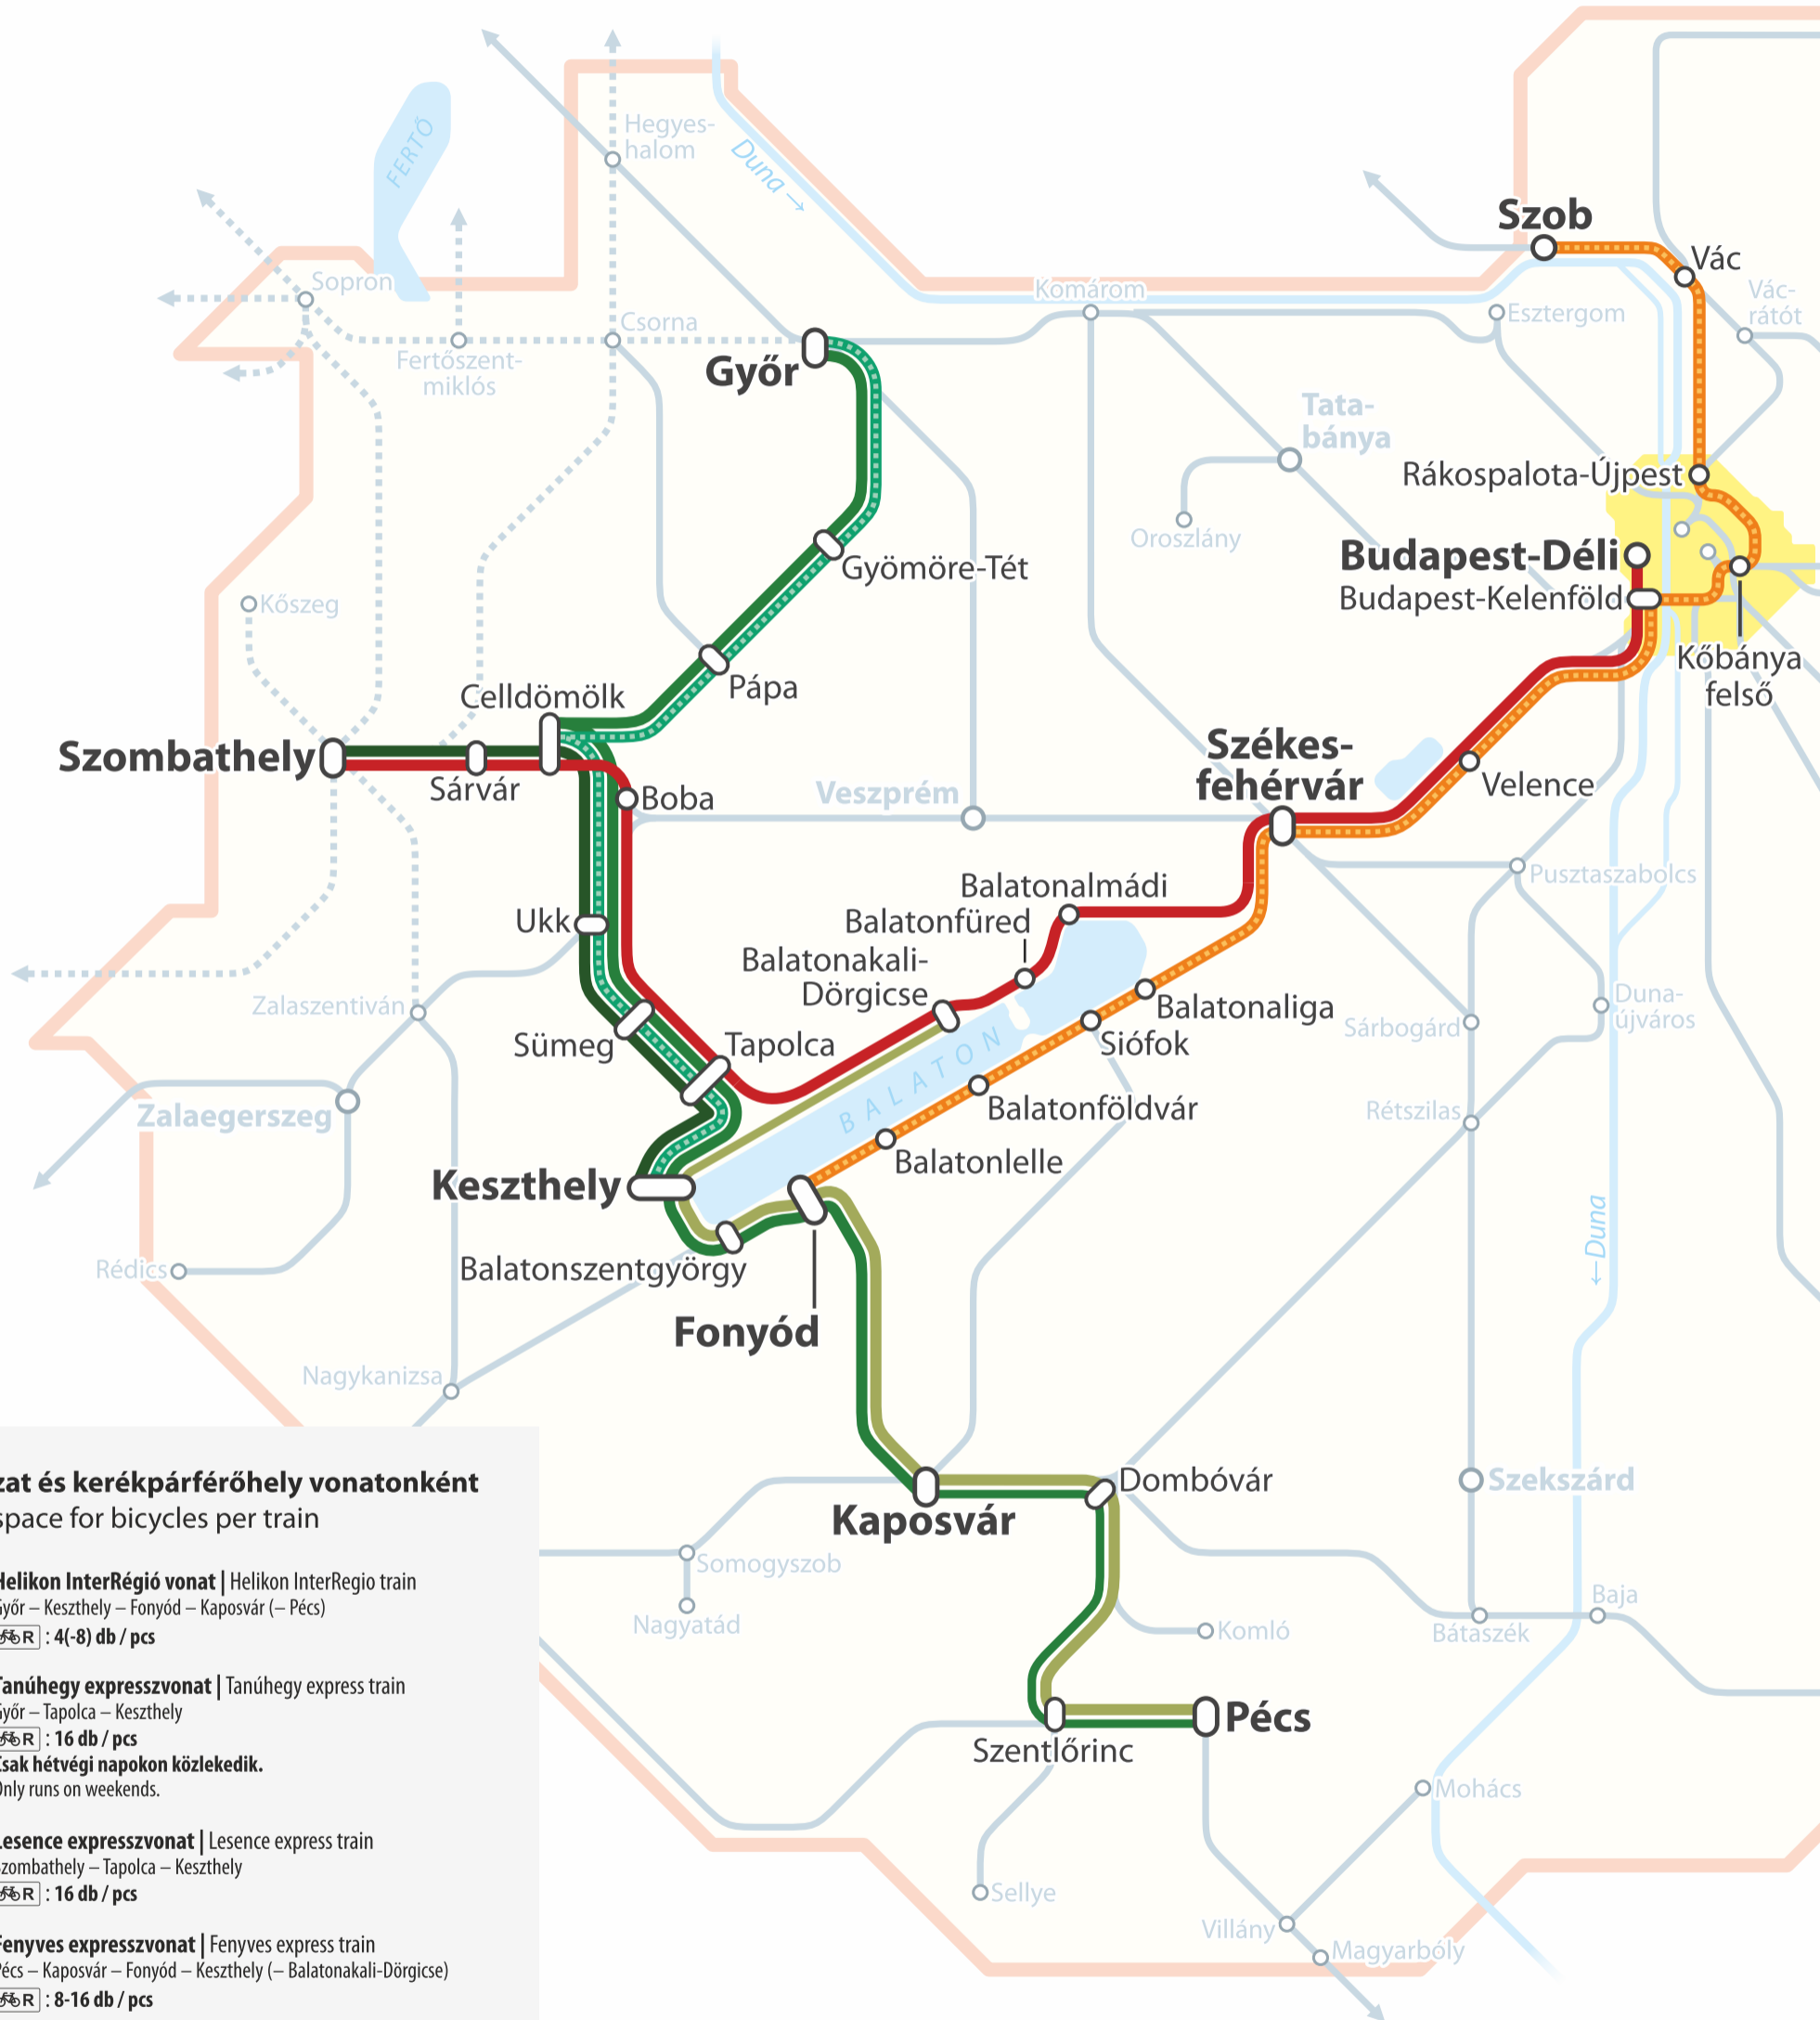 Hegyes-
halom
FERTŐ
Duna →
Szob
Vác
Vác-
rátót
Sopron
Komárom
Esztergom
Csorna
Fertőszent-
miklós
Győr
Tata-
bánya
Rákospalota-Újpest
Oroszlány
Budapest-Déli
Budapest-Kelenföld
Gyömöre-Tét
Kőszeg
Kőbánya
felső
Pápa
Celldömölk
Szombathely
Sárvár
Boba
Veszprém
Székes-
fehérvár
Velence
Pusztaszabolcs
Balatonalmádi
Balatonfüred
Ukk
Balatonakali-
Dörgicse
Zalaszentiván
Balatonaliga
Duna-
újváros
Sárbogárd
Sümeg
Tapolca
Siófok
BALATON
Zalaegerszeg
Balatonföldvár
Rétszilas
Balatonlelle
Keszthely
← Duna
Rédics
Balatonszentgyörgy
Fonyód
Nagykanizsa
Dombóvár
Szekszárd
Kaposvár
Somogyszob
Nagyatád
Komló
Baja
Bátaszék
Pécs
Szentlőrinc
Mohács
Sellye
Villány
Magyarbóly
zat és kerékpárférőhely vonatonként
space for bicycles per train
Helikon InterRégió vonat | Helikon InterRegio train
Győr – Keszthely – Fonyód – Kaposvár (– Pécs)
R : 4(-8) db / pcs
Tanúhegy expresszvonat | Tanúhegy express train
Győr – Tapolca – Keszthely
R : 16 db / pcs
Csak hétvégi napokon közlekedik.
Only runs on weekends.
Lesence expresszvonat | Lesence express train
Szombathely – Tapolca – Keszthely
R : 16 db / pcs
Fenyves expresszvonat | Fenyves express train
Pécs – Kaposvár – Fonyód – Keszthely (– Balatonakali-Dörgicse)
R : 8-16 db / pcs